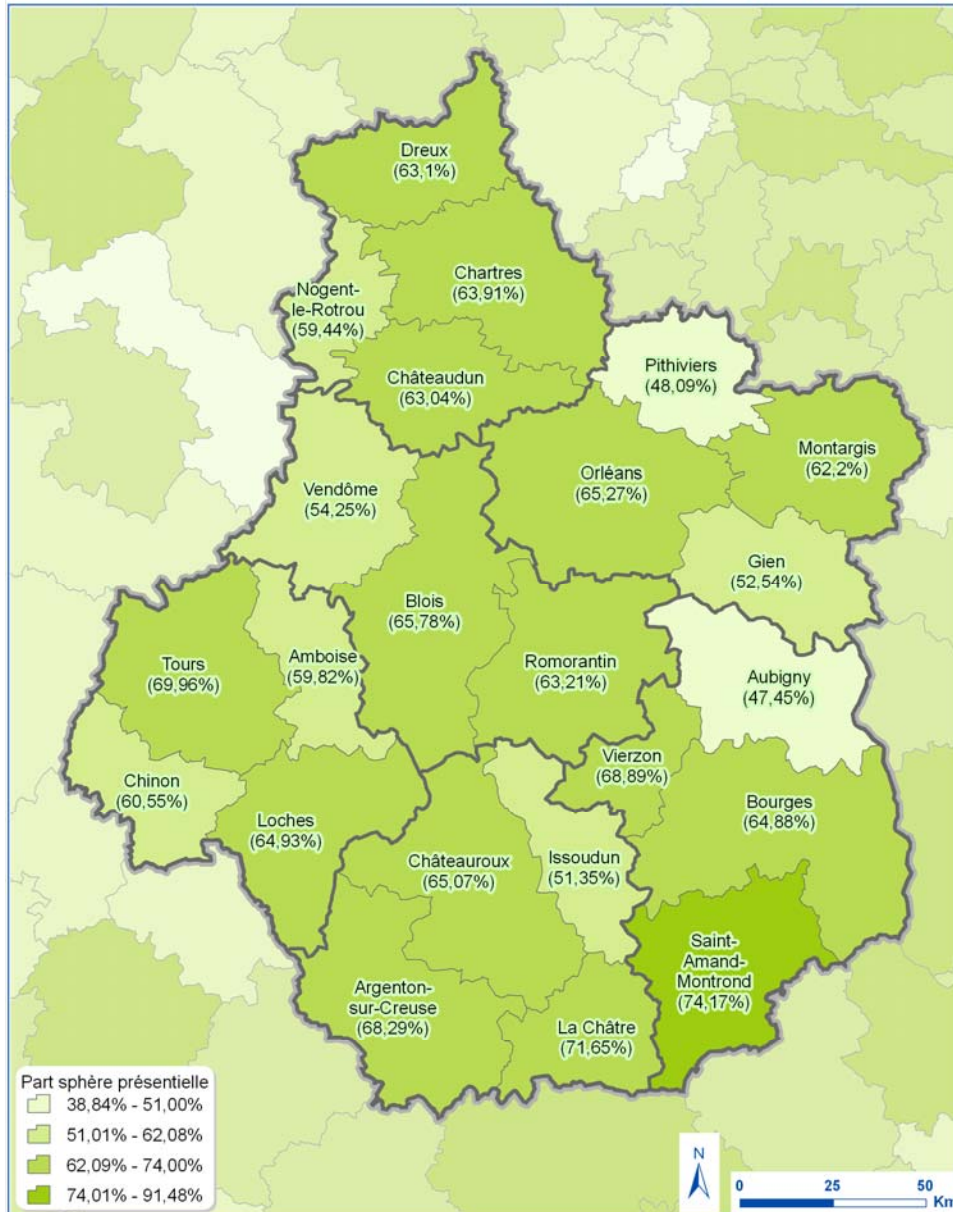 Dreux
(63,1%)
Chartres
(63,91%)
Nogent-
le-Rotrou
(59,44%)
Pithiviers
(48,09%)
Châteaudun
(63,04%)
Montargis
(62,2%)
Orléans
(65,27%)
Vendôme
(54,25%)
Gien
(52,54%)
Blois
(65,78%)
Amboise
(59,82%)
Tours
(69,96%)
Romorantin
(63,21%)
Aubigny
(47,45%)
Vierzon
(68,89%)
Chinon
(60,55%)
Bourges
(64,88%)
Loches
(64,93%)
Châteauroux
(65,07%)
Issoudun
(51,35%)
Saint-
Amand-
Montrond
(74,17%)
Argenton-
sur-Creuse
(68,29%)
La Châtre
(71,65%)
Part sphère présentielle
38,84% - 51,00%
51,01% - 62,08%
62,09% - 74,00%
74,01% - 91,48%
N
0 25 50
Km